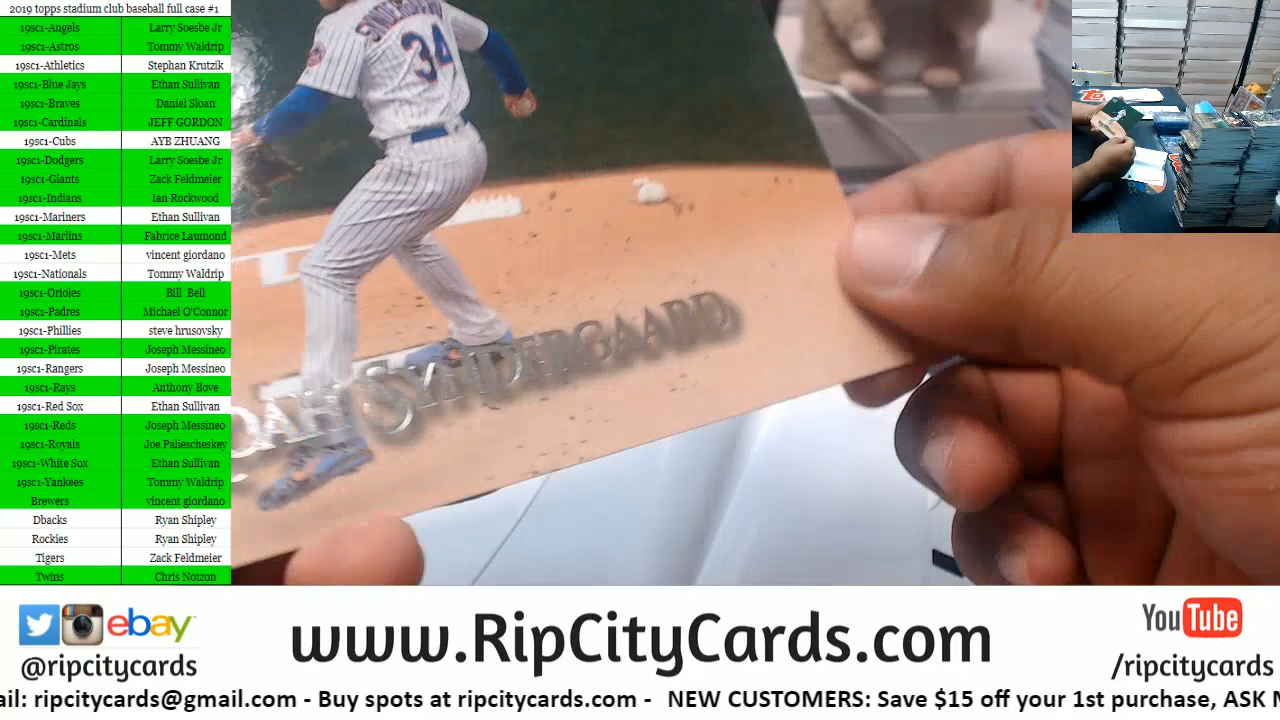 2019 topps stadium club baseball full case #1
19sc1-Angels Larry Soesbe Jr
19sc1-Astros Tommy Waldrip
19sc1-Athletics Stephan Krutzik
19sc1-Blue Jays Ethan Sullivan
19sc1-Braves Daniel Sloan
19sc1-Cardinals JEFF GORDON
19sc1-Cubs AYB ZHUANG
19sc1-Dodgers Larry Soesbe Jr
19sc1-Giants Zack Feldmeier
19sc1-Indians Ian Rockwood
19sc1-Mariners Ethan Sullivan
19sc1-Marlins Fabrice Laumond
19sc1-Mets vincent giordano
19sc1-Nationals Tommy Waldrip
19sc1-Orioles Bill Bell
19sc1-Padres Michael O'Connor
19sc1-Phillies steve hrusovsky
19sc1-Pirates Joseph Messineo
19sc1-Rangers Joseph Messineo
19sc1-Rays Anthony Bove
19sc1-Red Sox Ethan Sullivan
19sc1-Reds Joseph Messineo
19sc1-Royals Joe Paliescheskey
19sc1-White Sox Ethan Sullivan
19sc1-Yankees Tommy Waldrip
Brewers vincent giordano
Dbacks Ryan Shipley
Rockies Ryan Shipley
Tigers Zack Feldmeier
Twins Chris Notzon
34
OAH SYNDERGAARD
ebay
@ripcitycards
www.RipCityCards.com
YouTube
/ripcitycards
ail: ripcitycards@gmail.com - Buy spots at ripcitycards.com - NEW CUSTOMERS: Save $15 off your 1st purchase, ASK